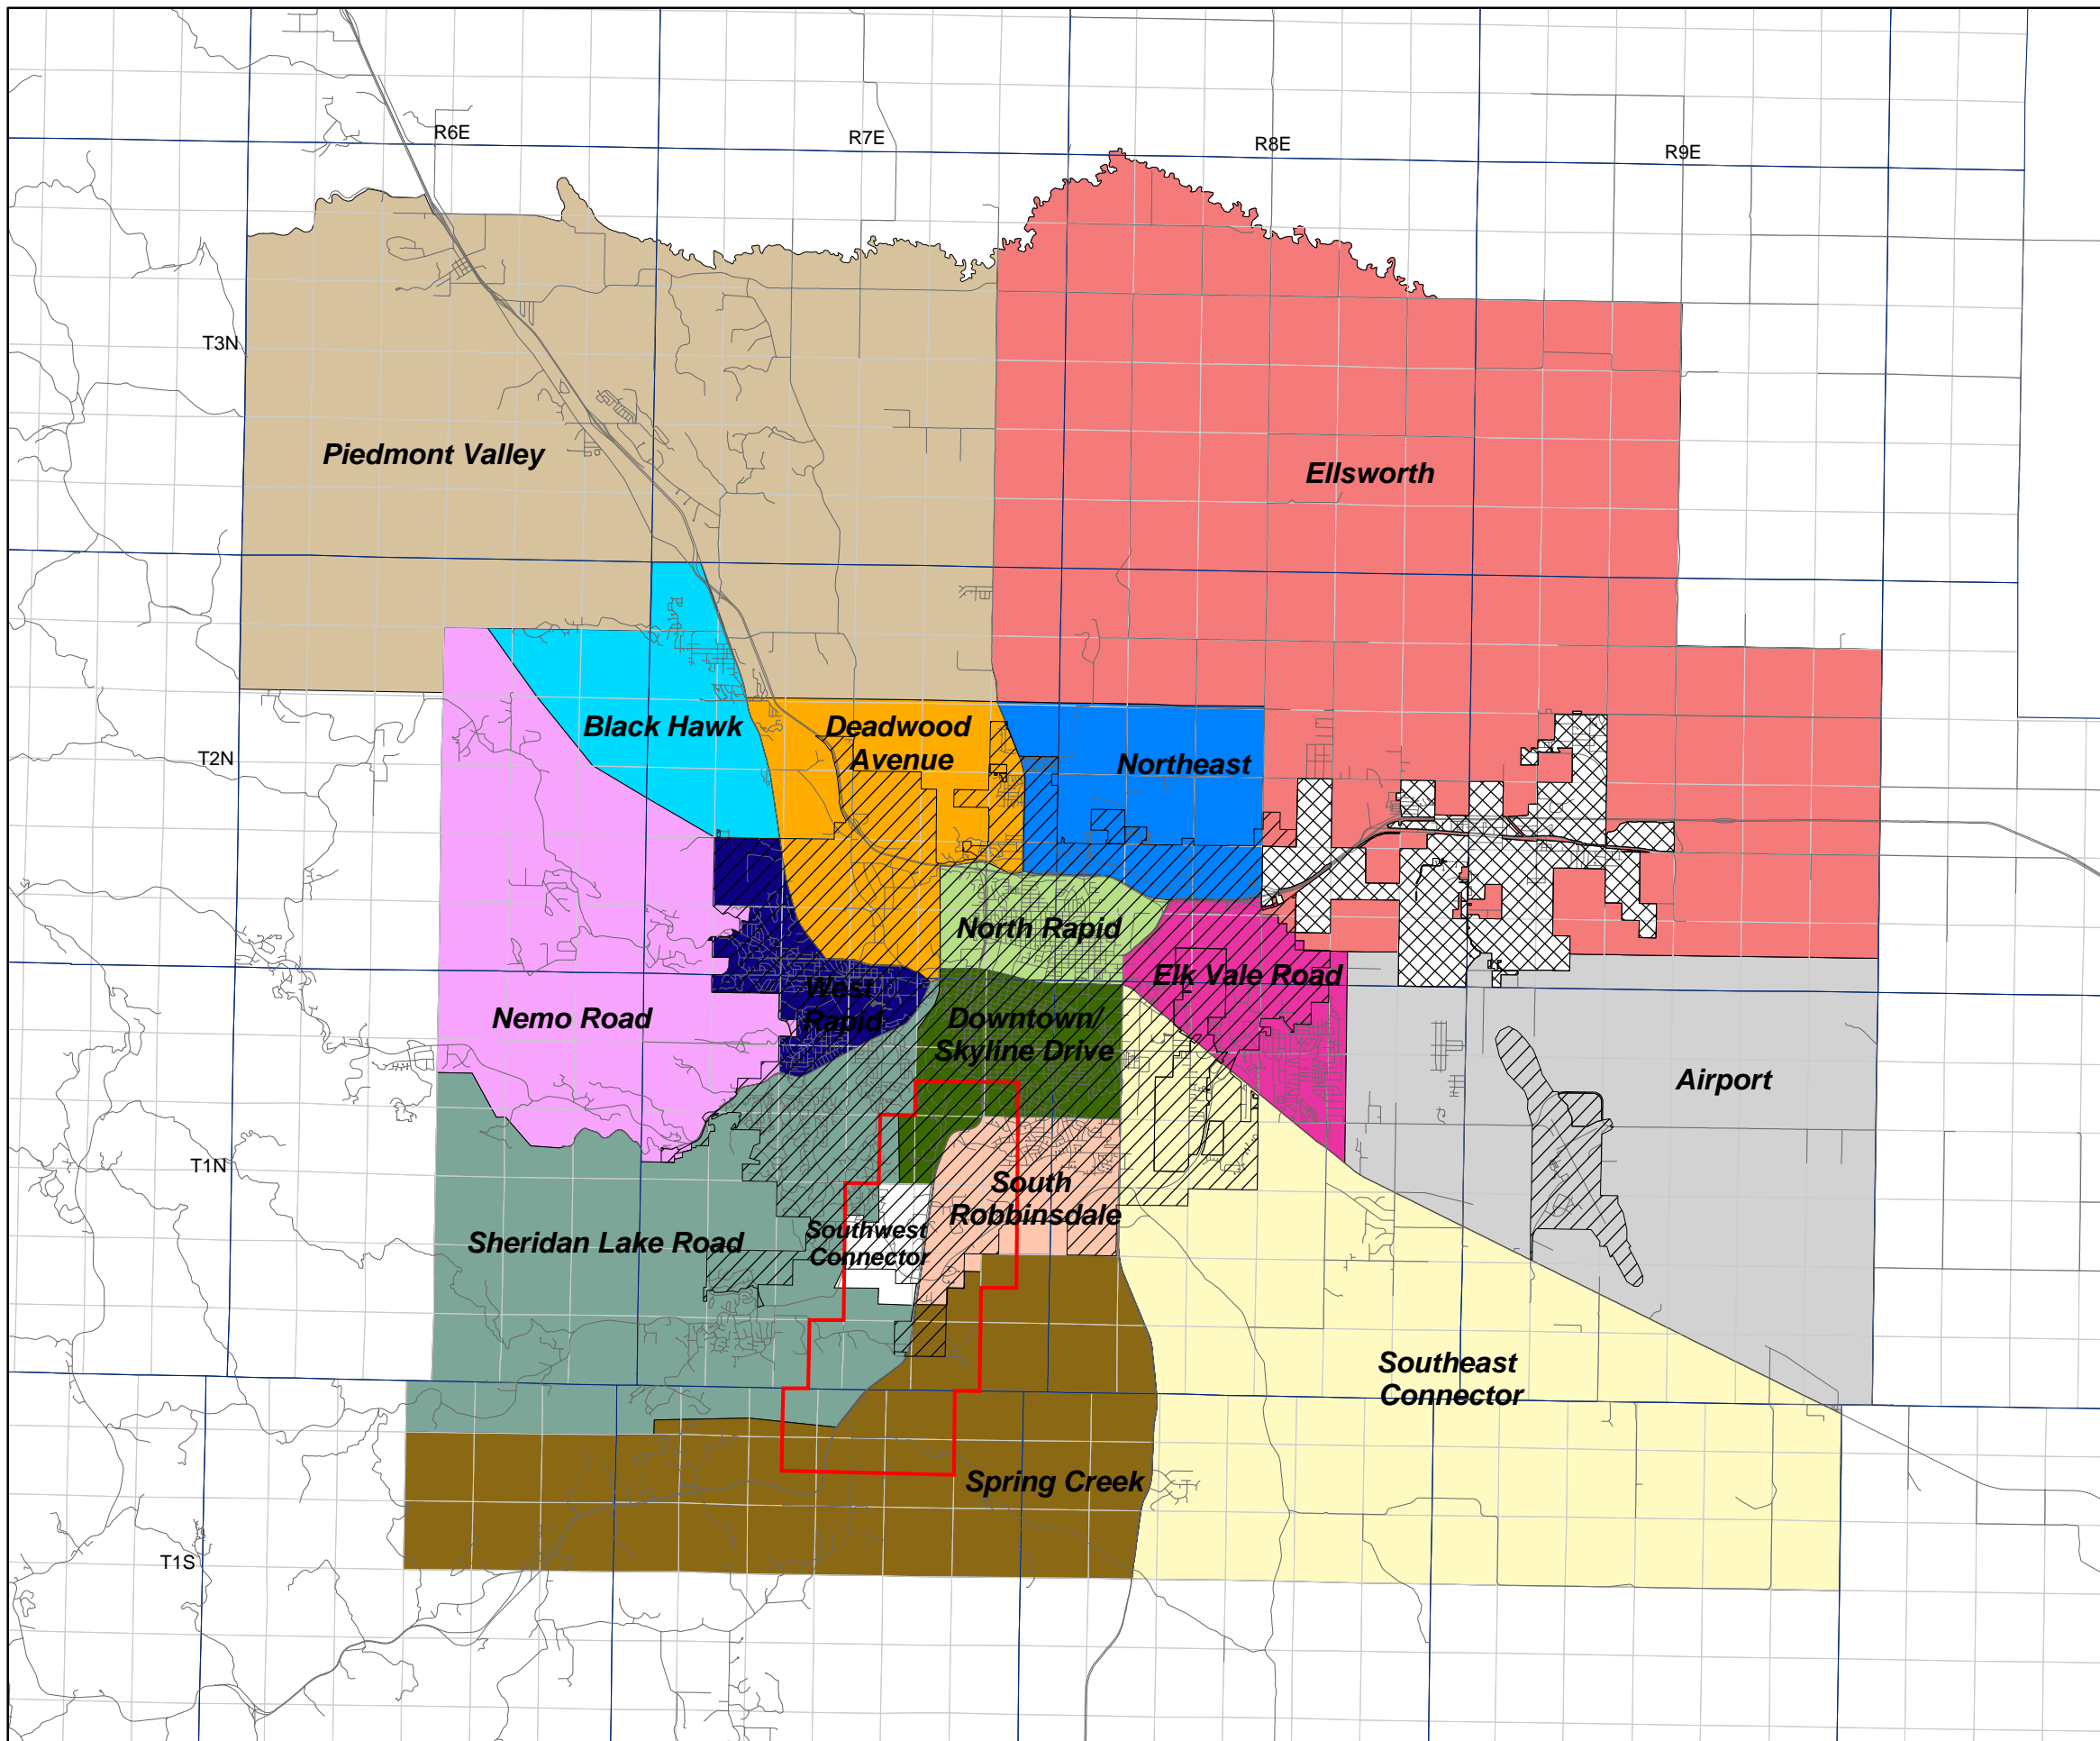 R6E
R7E
R8E
R9E
T3N
Piedmont Valley
Ellsworth
Black Hawk
Deadwood
Avenue
Northeast
T2N
North Rapid
Elk Vale Road
West
Rapid
Nemo Road
Downtown/
Skyline Drive
Airport
T1N
South
Robbinsdale
Southwest
Connector
Sheridan Lake Road
Southeast
Connector
Spring Creek
T1S